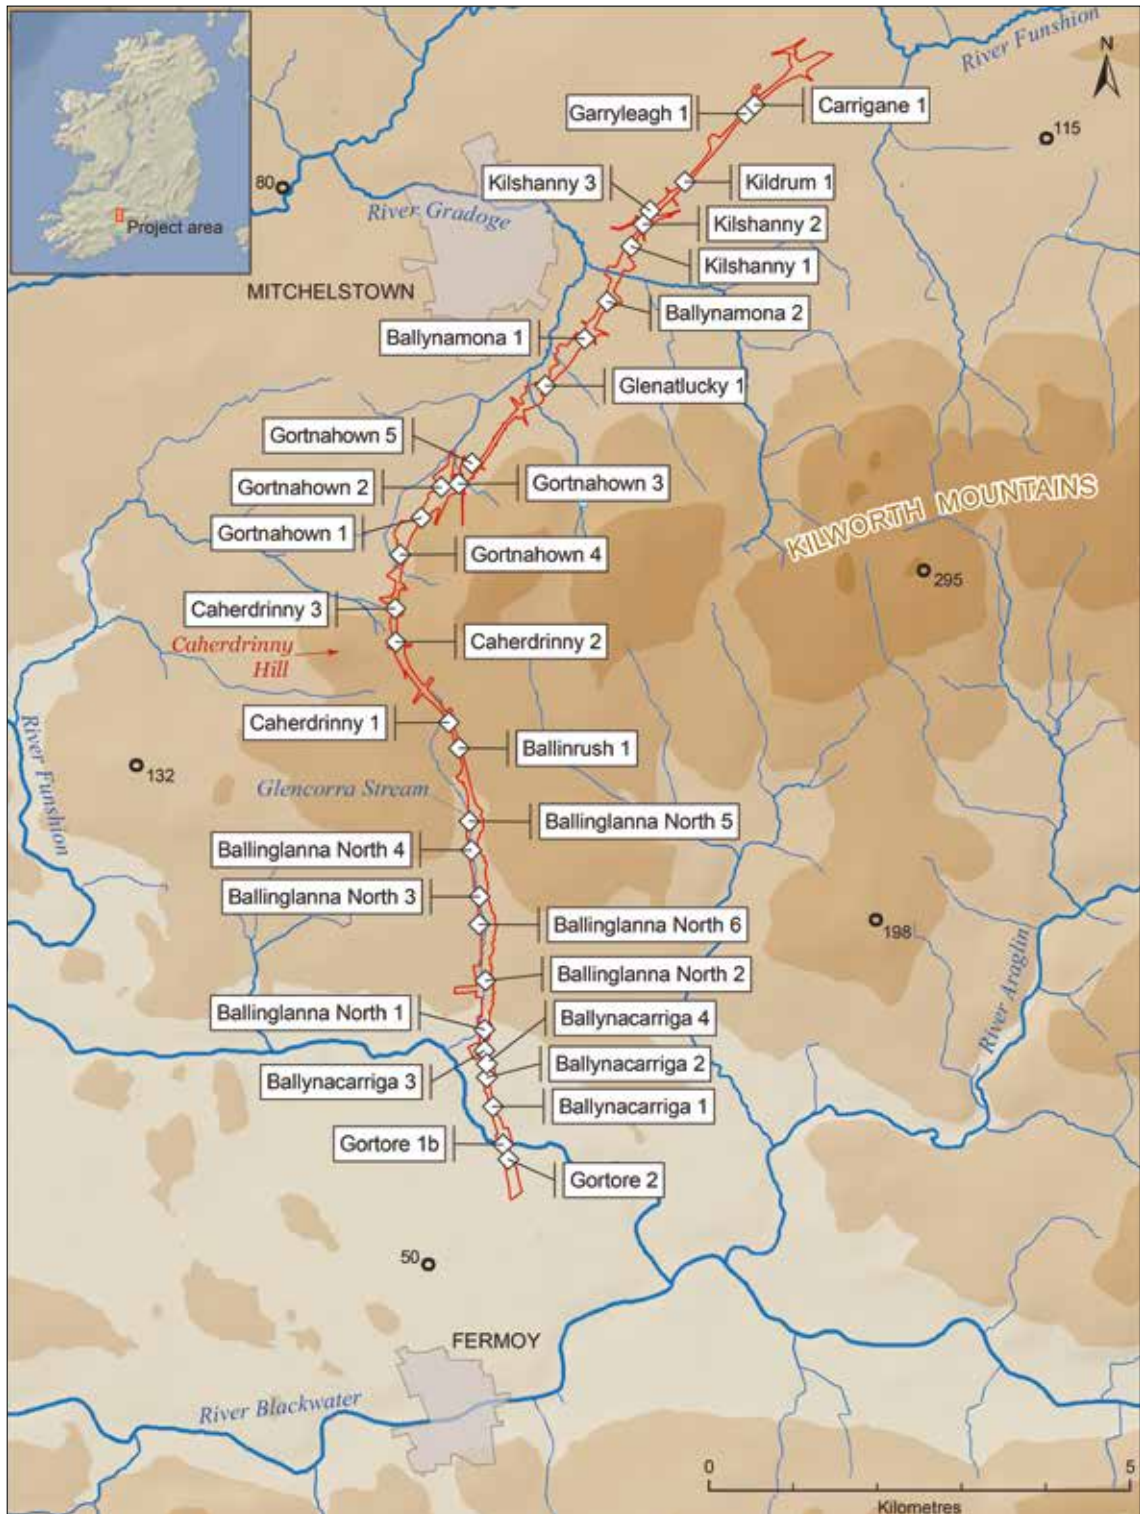 River Funshion
N
Garryleagh 1
Carrigane 1
115
Kilshanny 3
Kildrum 1
80
River Gradoge
Kilshanny 2
Project area
Kilshanny 1
MITCHELSTOWN
Ballynamona 2
Ballynamona 1
Glenatlucky 1
Gortnahown 5
Gortnahown 2
Gortnahown 3
KILWORTH MOUNTAINS
Gortnahown 1
Gortnahown 4
295
Caherdrinny 3
Caherdrinny
Hill
Caherdrinny 2
Caherdrinny 1
Ballinrush 1
River Funshion
132
Glencorra Stream
Ballinglanna North 5
Ballinglanna North 4
Ballinglanna North 3
Ballinglanna North 6
198
River Araglin
Ballinglanna North 2
Ballinglanna North 1
Ballynacarriga 4
Ballynacarriga 3
Ballynacarriga 2
Ballynacarriga 1
Gortore 1b
Gortore 2
50
FERMOY
River Blackwater
0 5
Kilometres